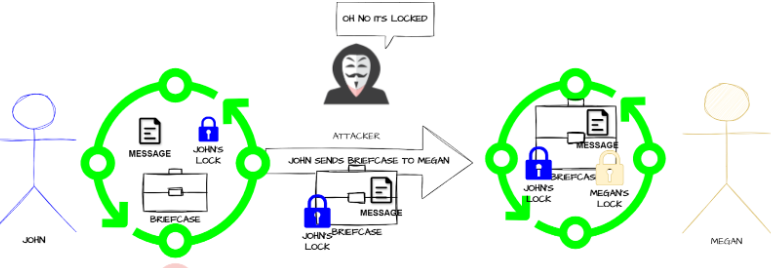 OH NO ITS LOCKED
ATTACKER
JOHN SENDS BRIEFCASE TO MEGAN
MESSAGE
JOHN'S
LOCK
BRIEFCASE
JOHN
MESSAGE
JOHN'S
LOCK
BRIEFCASE
MESSAGE
BRIEFCASE
JOHN'S
LOCK
MEGAN'S
LOCK
MEGAN